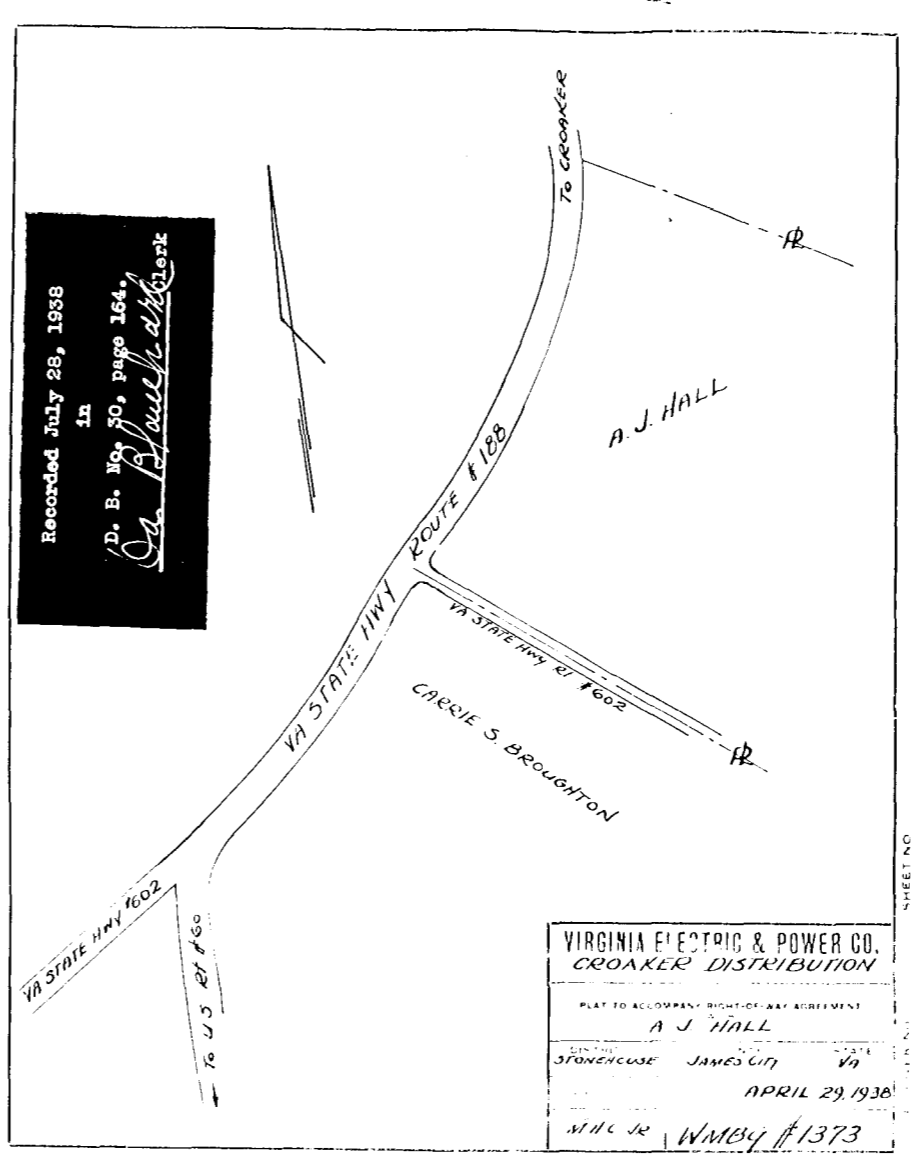 To CROAKER
Recorded July 28, 1938
in
D. B. No. 30, page 164.
Clerk
A. J. HALL
VA STATE HWY ROUTE #188
VA STATE HWY RT #602
CARRIE S. BROUGHTON
VA STATE HWY #602
To U S Rt #60
SHEET NO
VIRGINIA ELECTRIC & POWER CO.
CROAKER DISTRIBUTION
PLAT TO ACCOMPANY RIGHT-OF-WAY AGREEMENT
A J. HALL
STATE
STONEHOUSE JAMES CITY VA
APRIL 29, 1938
MHC JR WMBY #1373